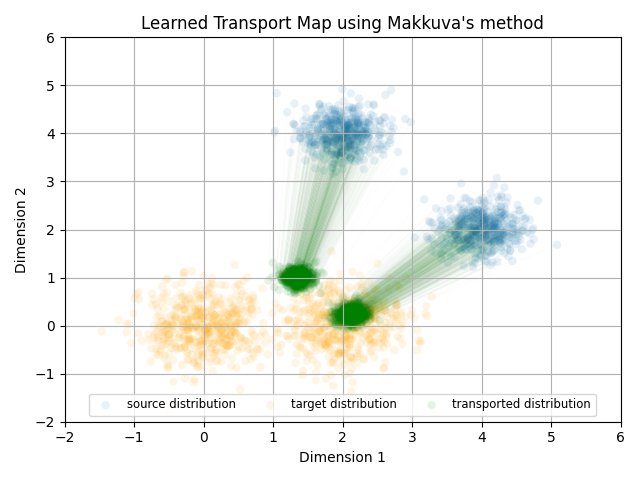 Learned Transport Map using Makkuva's method
6
5
4
3
2
1
0
−1
−2
Dimension 2
source distribution target distribution transported distribution
−2 −1 0 1 2 3 4 5 6
Dimension 1